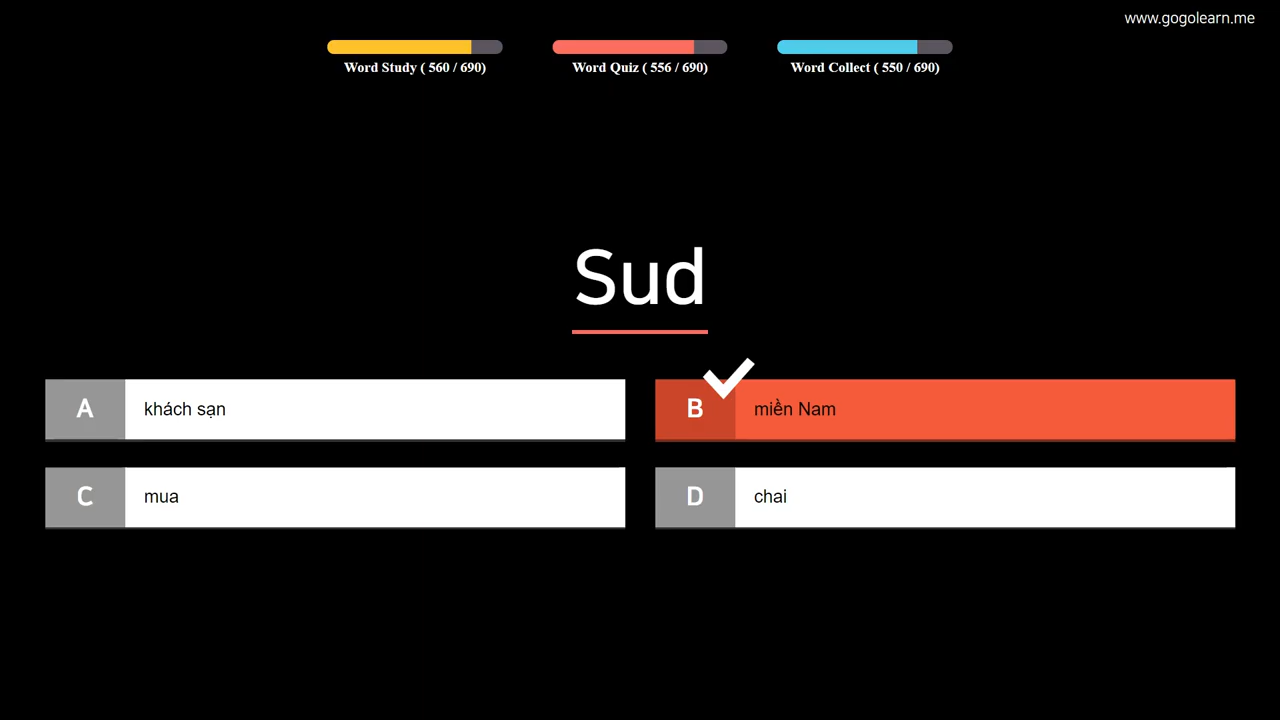 www.gogolearn.me
Word Study ( 560 / 690)
Word Quiz ( 556 / 690)
Word Collect ( 550 / 690)
Sud
A khách sạn
B miền Nam
C mua
D chai